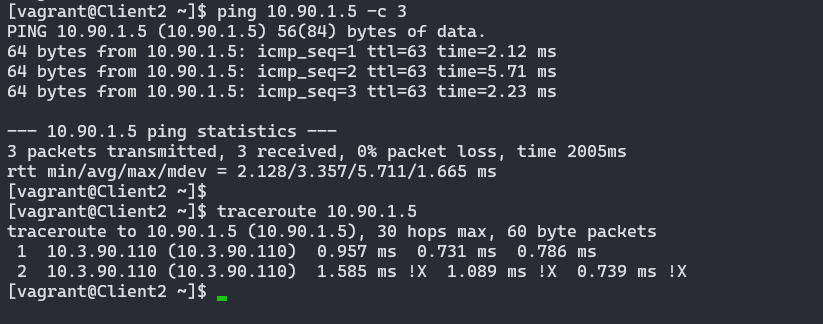 [vagrant@Client2 ~]$ ping 10.90.1.5 -c 3
PING 10.90.1.5 (10.90.1.5) 56(84) bytes of data.
64 bytes from 10.90.1.5: icmp_seq=1 ttl=63 time=2.12 ms
64 bytes from 10.90.1.5: icmp_seq=2 ttl=63 time=5.71 ms
64 bytes from 10.90.1.5: icmp_seq=3 ttl=63 time=2.23 ms

--- 10.90.1.5 ping statistics ---
3 packets transmitted, 3 received, 0% packet loss, time 2005ms
rtt min/avg/max/mdev = 2.128/3.357/5.711/1.665 ms
[vagrant@Client2 ~]$
[vagrant@Client2 ~]$ traceroute 10.90.1.5
traceroute to 10.90.1.5 (10.90.1.5), 30 hops max, 60 byte packets
 1  10.3.90.110 (10.3.90.110)  0.957 ms  0.731 ms  0.786 ms
 2  10.3.90.110 (10.3.90.110)  1.585 ms !X  1.089 ms !X  0.739 ms !X
[vagrant@Client2 ~]$